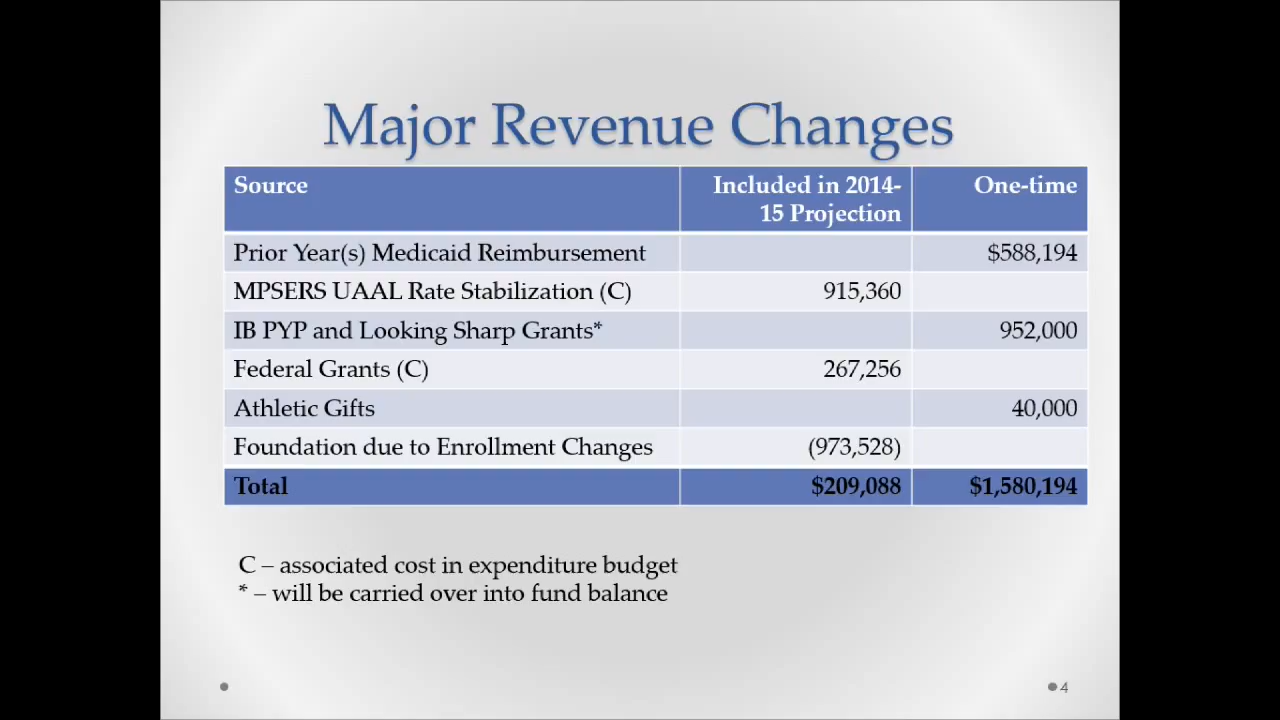 Major Revenue Changes
Source Included in 2014-
15 Projection One-time
Prior Year(s) Medicaid Reimbursement $588,194
MPSERS UAAL Rate Stabilization (C) 915,360
IB PYP and Looking Sharp Grants* 952,000
Federal Grants (C) 267,256
Athletic Gifts 40,000
Foundation due to Enrollment Changes (973,528)
Total $209,088 $1,580,194
C – associated cost in expenditure budget
* – will be carried over into fund balance
4